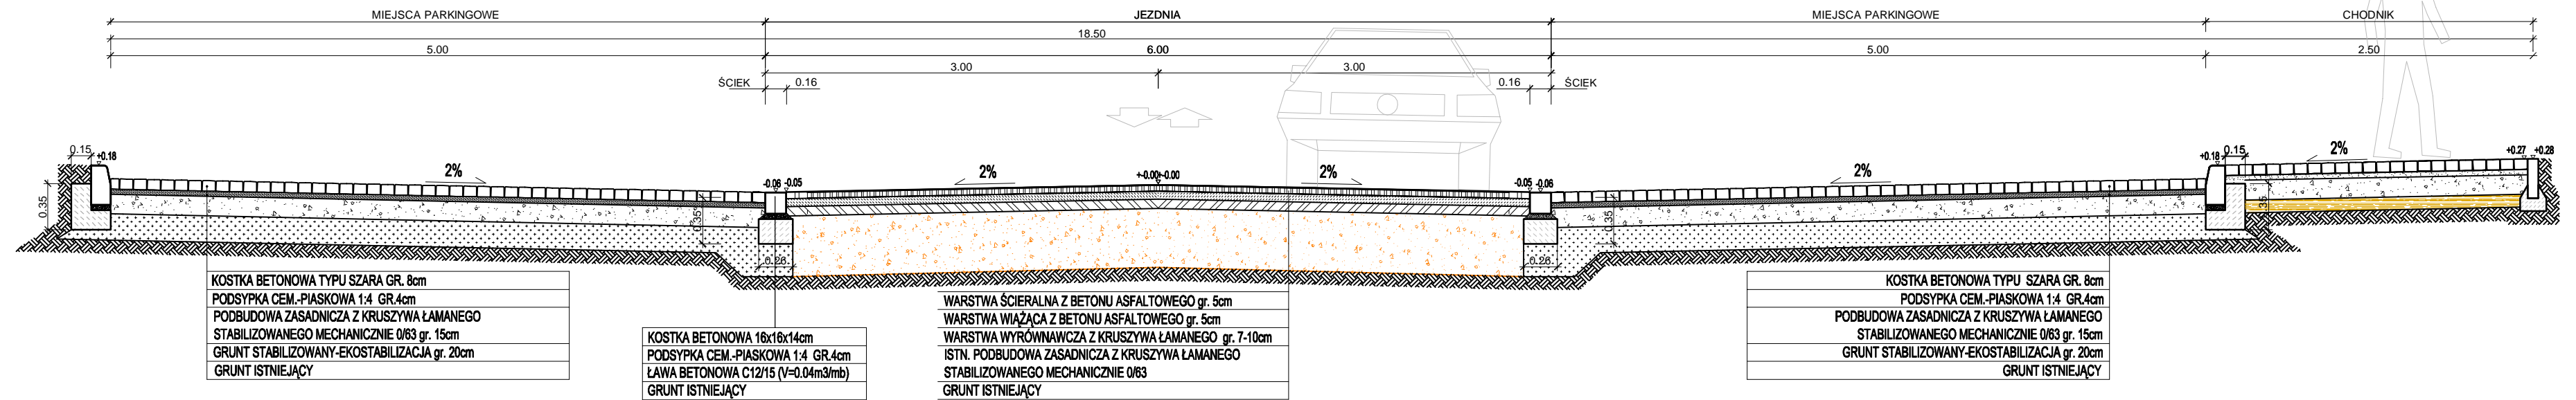 MIEJSCA PARKINGOWE
JEZDNIA
MIEJSCA PARKINGOWE
CHODNIK
18.50
5.00
6.00
5.00
2.50
3.00
3.00
ŚCIEK
0.16
0.16
ŚCIEK
0.15
+0.18
2%
-0.06
-0.05
2%
+-0.00
+-0.00
2%
-0.05
-0.06
2%
+0.18
0.15
2%
+0.27
+0.28
0.35
0.35
0.26
0.26
0.35
.35
KOSTKA BETONOWA TYPU SZARA GR. 8cm
PODSYPKA CEM.-PIASKOWA 1:4 GR.4cm
PODBUDOWA ZASADNICZA Z KRUSZYWA ŁAMANEGO
STABILIZOWANEGO MECHANICZNIE 0/63 gr. 15cm
GRUNT STABILIZOWANY-EKOSTABILIZACJA gr. 20cm
GRUNT ISTNIEJĄCY
KOSTKA BETONOWA 16x16x14cm
PODSYPKA CEM.-PIASKOWA 1:4 GR.4cm
ŁAWA BETONOWA C12/15 (V=0.04m3/mb)
GRUNT ISTNIEJĄCY
WARSTWA ŚCIERALNA Z BETONU ASFALTOWEGO gr. 5cm
WARSTWA WIĄŻĄCA Z BETONU ASFALTOWEGO gr. 5cm
WARSTWA WYRÓWNAWCZA Z KRUSZYWA ŁAMANEGO gr. 7-10cm
ISTN. PODBUDOWA ZASADNICZA Z KRUSZYWA ŁAMANEGO
STABILIZOWANEGO MECHANICZNIE 0/63
GRUNT ISTNIEJĄCY
KOSTKA BETONOWA TYPU SZARA GR. 8cm
PODSYPKA CEM.-PIASKOWA 1:4 GR.4cm
PODBUDOWA ZASADNICZA Z KRUSZYWA ŁAMANEGO
STABILIZOWANEGO MECHANICZNIE 0/63 gr. 15cm
GRUNT STABILIZOWANY-EKOSTABILIZACJA gr. 20cm
GRUNT ISTNIEJĄCY